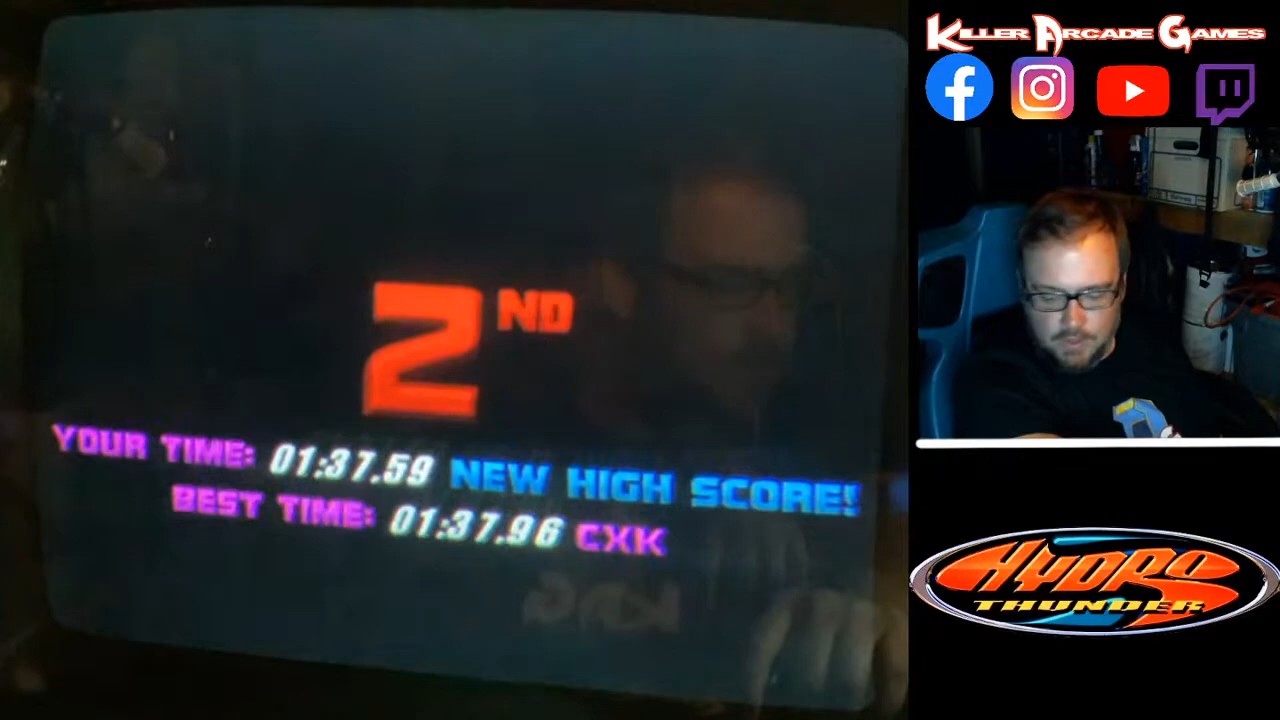 KILLER ARCADE GAMES
2ND
YOUR TIME: 01:37.59 NEW HIGH SCORE!
BEST TIME: 01:37.96 CXK
HYDRO
THUNDER